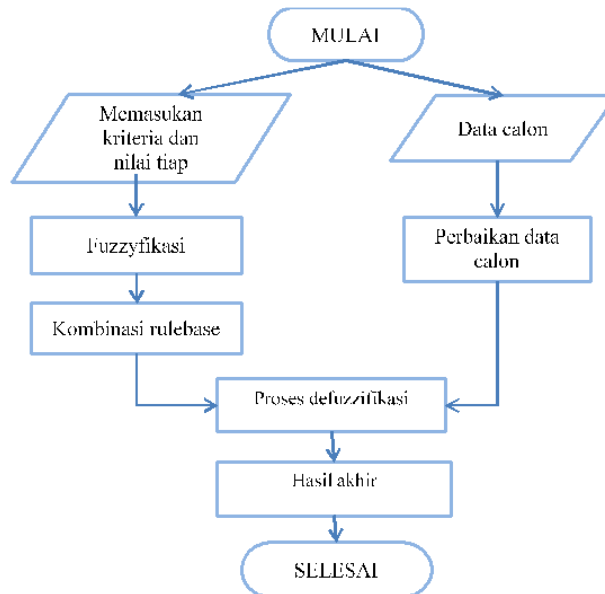 MULAI
Memasukan
kriteria dan
nilai tiap
Data calon
Fuzzyfikasi
Perbaikan data
calon
Kombinasi rulebase
Proses defuzzifikasi
Hasil akhir
SELESAI